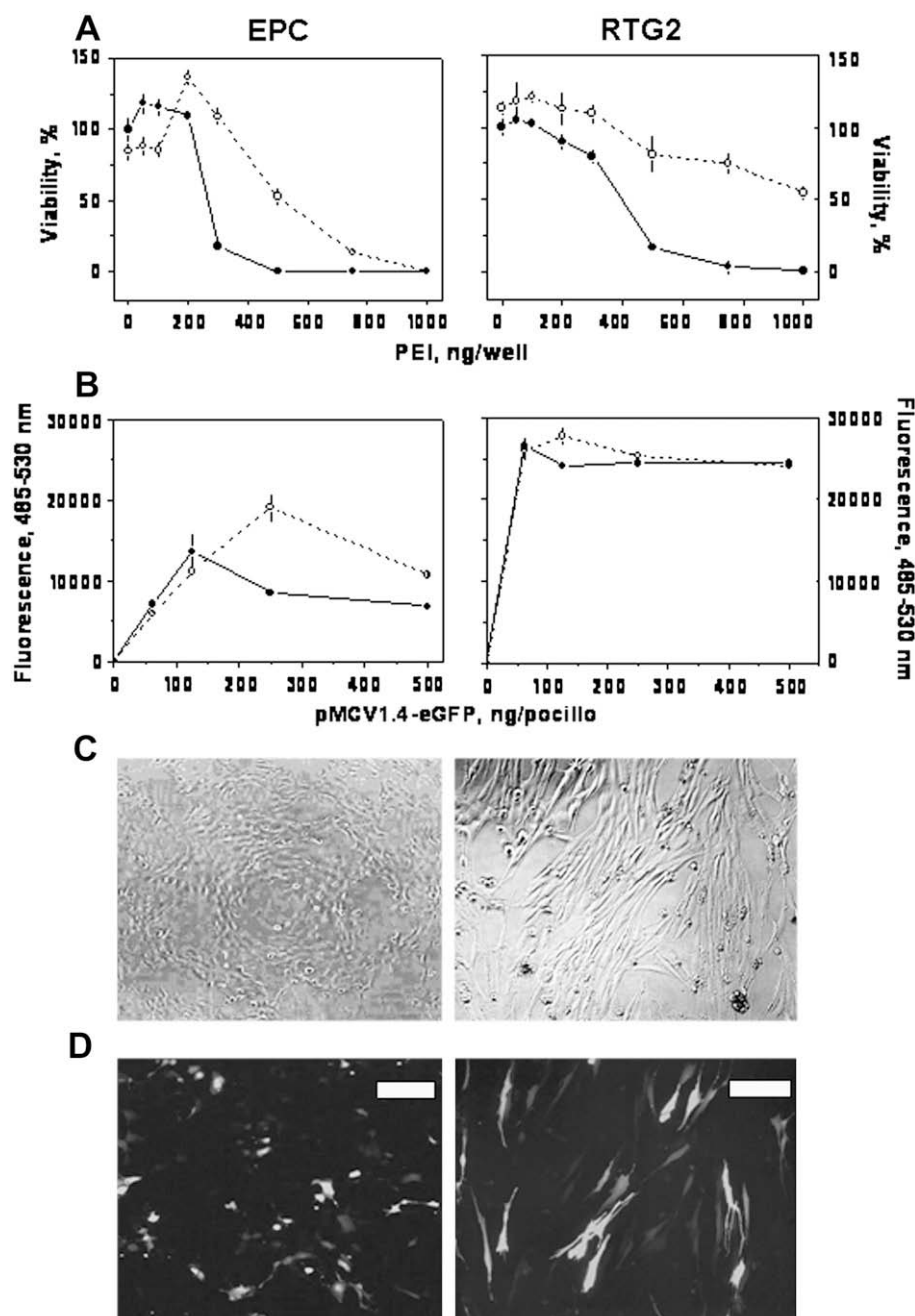 A
EPC
RTG2
150
100
50
0
Viability, %
0 200 400 600 800 1000
150
100
50
0
Viability, %
0 200 400 600 800 1000
PEI, ng/well
B
30000
20000
10000
0
Fluorescence, 485-530 nm
0 100 200 300 400 500
30000
20000
10000
0
Fluorescence, 485-530 nm
0 100 200 300 400 500
pMCV1.4-eGFP, ng/pocillo
C
D